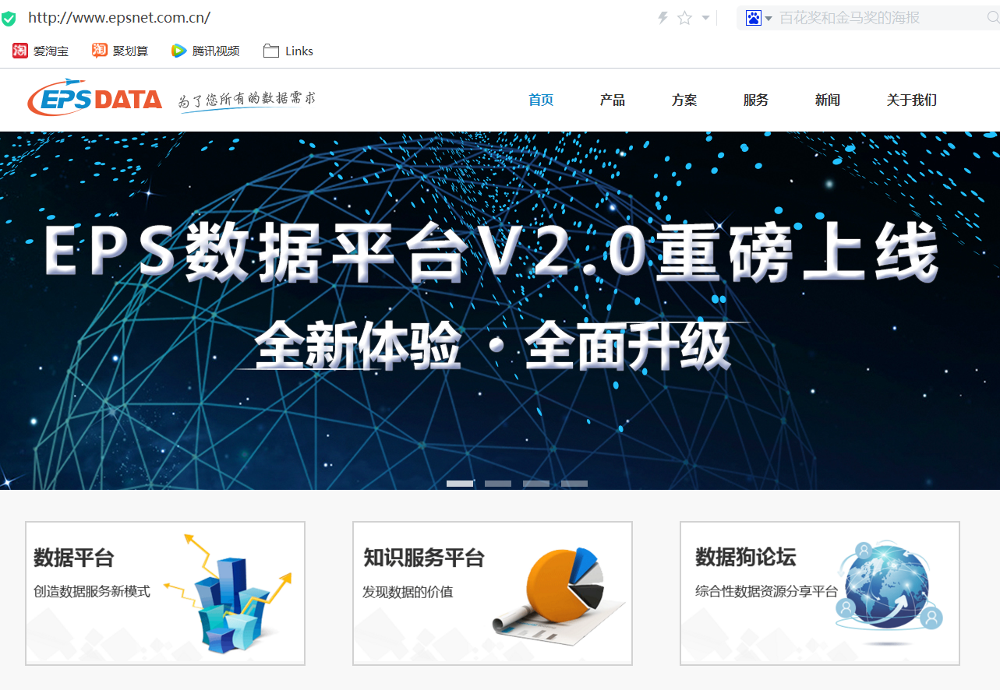 http://www.epsnet.com.cn/
百花奖和金马奖的海报
爱淘宝 聚划算 腾讯视频 Links
EPS DATA 为了您所有的数据需求
首页 产品 方案 服务 新闻 关于我们
EPS数据平台V2.0重磅上线
全新体验·全面升级
数据平台
创造数据服务新模式
知识服务平台
发现数据的价值
数据狗论坛
综合性数据资源分享平台